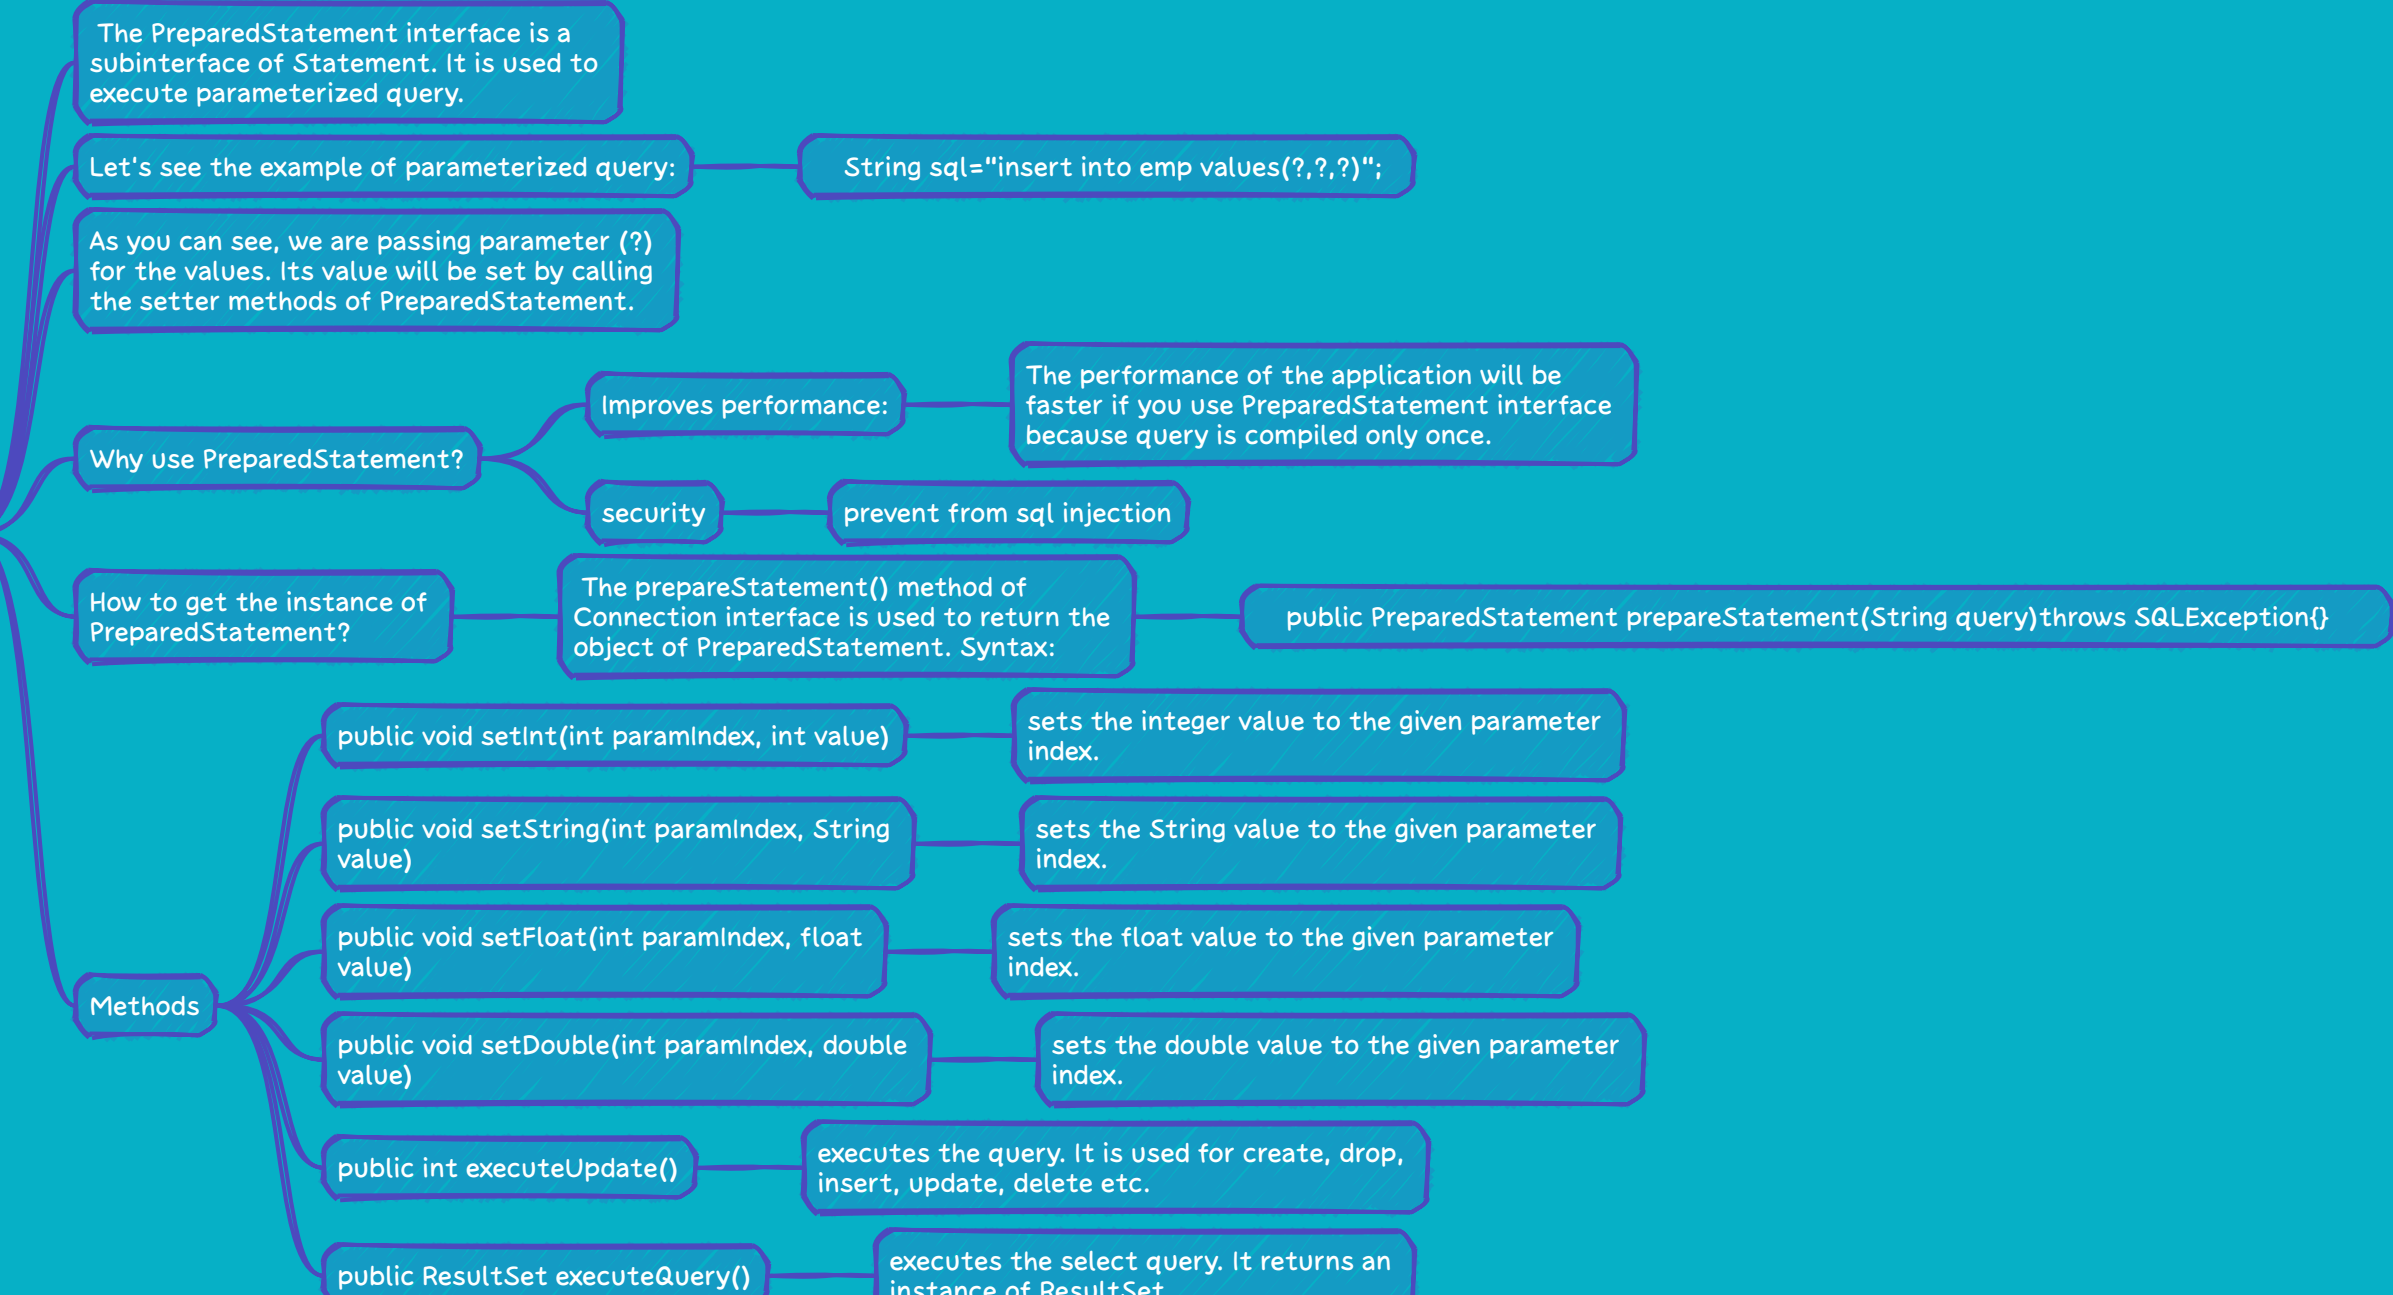 The PreparedStatement interface is a
subinterface of Statement. It is used to
execute parameterized query.
Let's see the example of parameterized query:
String sql="insert into emp values(?,?,?)";
As you can see, we are passing parameter (?)
for the values. Its value will be set by calling
the setter methods of PreparedStatement.
Why use PreparedStatement?
Improves performance:
The performance of the application will be
faster if you use PreparedStatement interface
because query is compiled only once.
security
prevent from sql injection
How to get the instance of
PreparedStatement?
The prepareStatement() method of
Connection interface is used to return the
object of PreparedStatement. Syntax:
public PreparedStatement prepareStatement(String query)throws SQLException{}
Methods
public void setInt(int paramIndex, int value)
sets the integer value to the given parameter
index.
public void setString(int paramIndex, String
value)
sets the String value to the given parameter
index.
public void setFloat(int paramIndex, float
value)
sets the float value to the given parameter
index.
public void setDouble(int paramIndex, double
value)
sets the double value to the given parameter
index.
public int executeUpdate()
executes the query. It is used for create, drop,
insert, update, delete etc.
public ResultSet executeQuery()
executes the select query. It returns an
instance of ResultSet